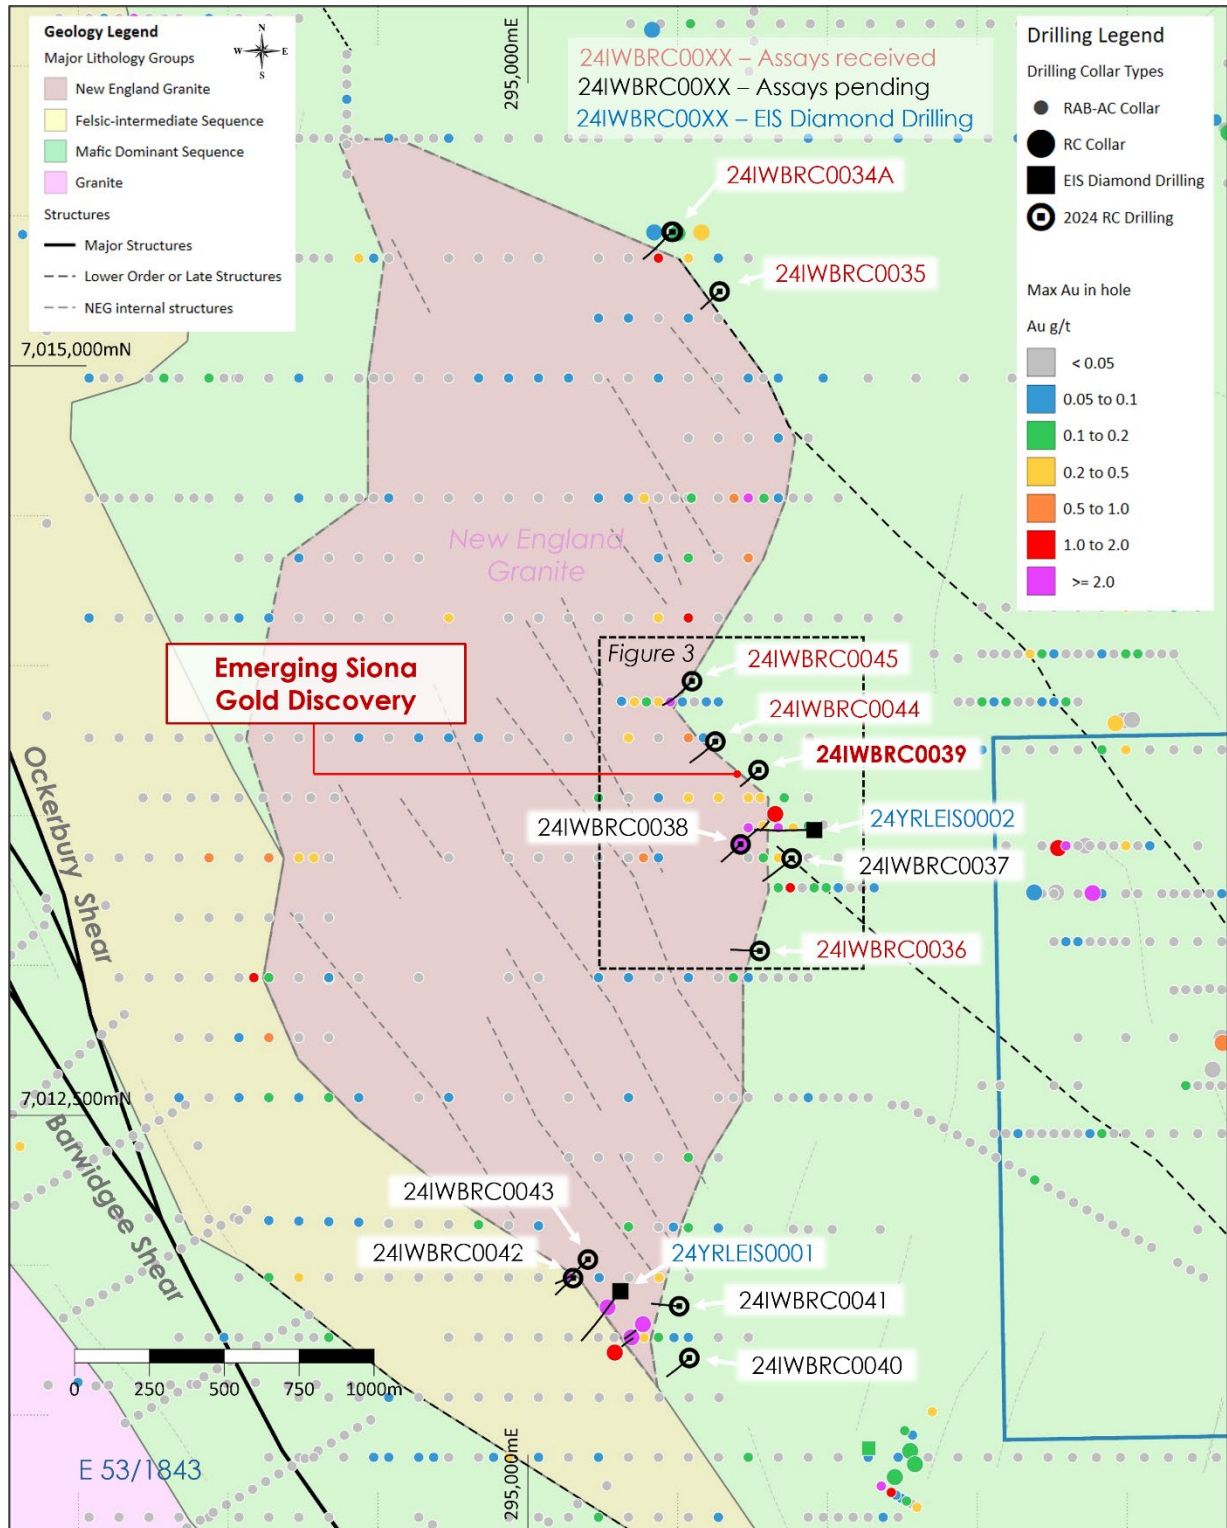 Geology Legend
Major Lithology Groups
New England Granite
Felsic-intermediate Sequence
Mafic Dominant Sequence
Granite
Structures
Major Structures
Lower Order or Late Structures
NEG internal structures
N
W E
S
295,000mE
24IWBRC00XX – Assays received
24IWBRC00XX – Assays pending
24IWBRC00XX – EIS Diamond Drilling
Drilling Legend
Drilling Collar Types
RAB-AC Collar
RC Collar
EIS Diamond Drilling
2024 RC Drilling
Max Au in hole
Au g/t
< 0.05
0.05 to 0.1
0.1 to 0.2
0.2 to 0.5
0.5 to 1.0
1.0 to 2.0
>= 2.0
24IWBRC0034A
24IWBRC0035
7,015,000mN
New England
Granite
Emerging Siona
Gold Discovery
Figure 3
24IWBRC0045
24IWBRC0044
24IWBRC0039
24IWBRC0038
24YRLEIS0002
24IWBRC0037
24IWBRC0036
Ockerbury Shear
7,012,500mN
Barwidgee Shear
24IWBRC0043
24IWBRC0042
24YRLEIS0001
24IWBRC0041
24IWBRC0040
0 250 500 750 1000m
295,000mE
E 53/1843